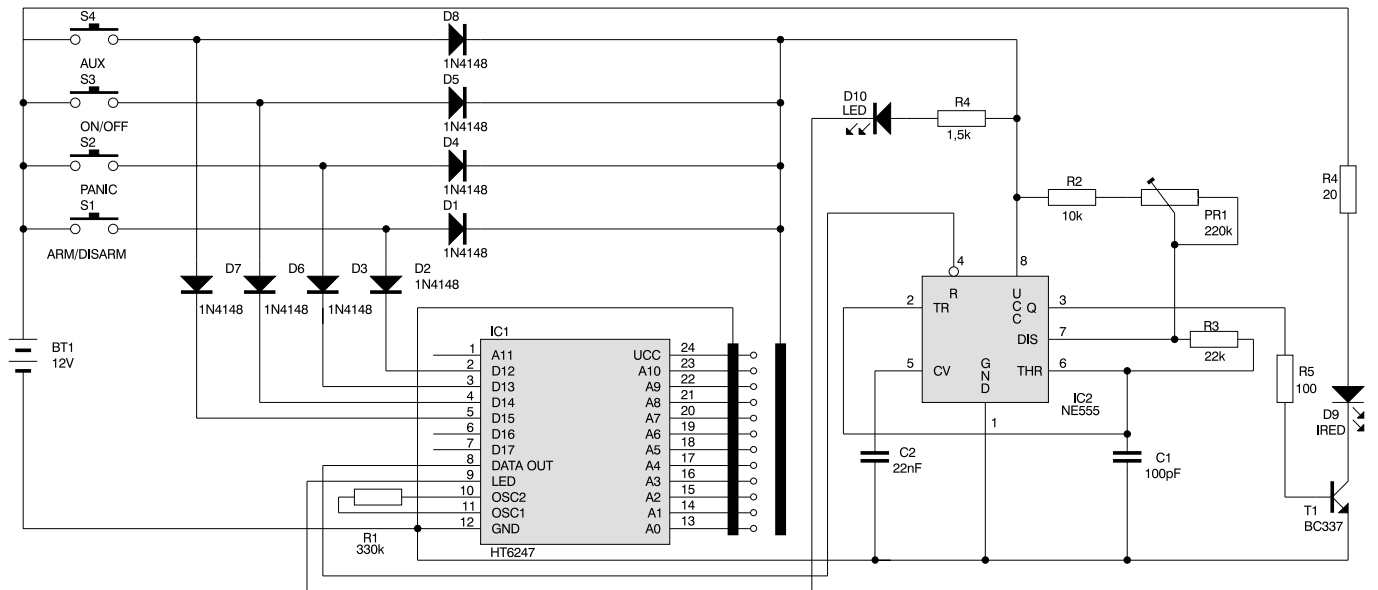 S4
AUX
S3
ON/OFF
S2
PANIC
S1
ARM/DISARM
D8
1N4148
D5
1N4148
D4
1N4148
D1
1N4148
D7
D6
D3
D2
1N4148
1N4148
1N4148
1N4148
BT1
12V
IC1
1 A11
2 D12
3 D13
4 D14
5 D15
6 D16
7 D17
8 DATA OUT
9 LED
10 OSC2
11 OSC1
12 GND
UCC 24
A10 23
A9 22
A8 21
A7 20
A6 19
A5 18
A4 17
A3 16
A2 15
A1 14
A0 13
HT6247
R1
330k
D10
LED
R4
1,5k
R2
10k
PR1
220k
4
8
2
TR
R
UCC
Q
3
DIS
7
5
CV
GND
THR
6
1
IC2
NE555
R3
22k
C2
22nF
C1
100pF
R5
100
R4
20
D9
IRED
T1
BC337